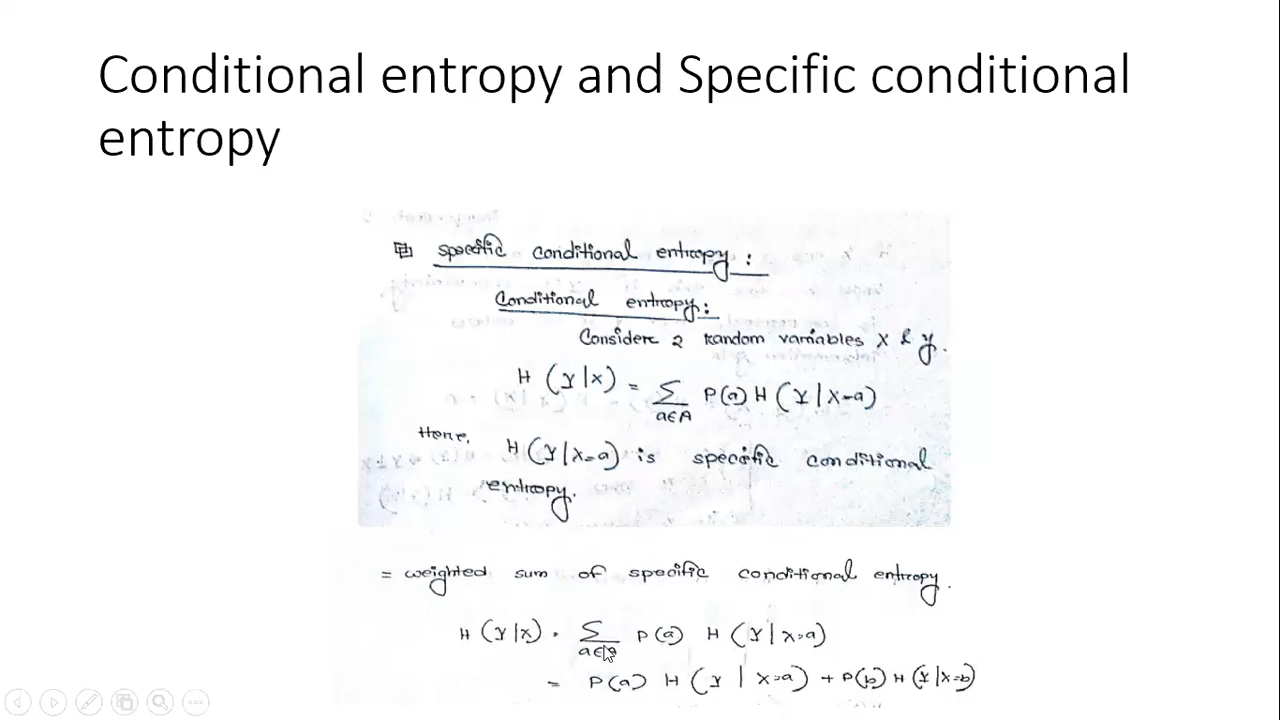 Conditional entropy and Specific conditional
entropy
specific conditional entropy :
Conditional entropy :
Consider 2 random variables X & y.
H (Y|X) = Σ P(a) H (Y | X=a)
a∈A
Here, H (Y|X=a) is specific conditional
entropy.
= weighted sum of specific conditional entropy.
H (Y|X) = Σ P(a) H (Y | X=a)
a∈
= P(a) H (Y | X=a) + P(b) H (Y|X=b)